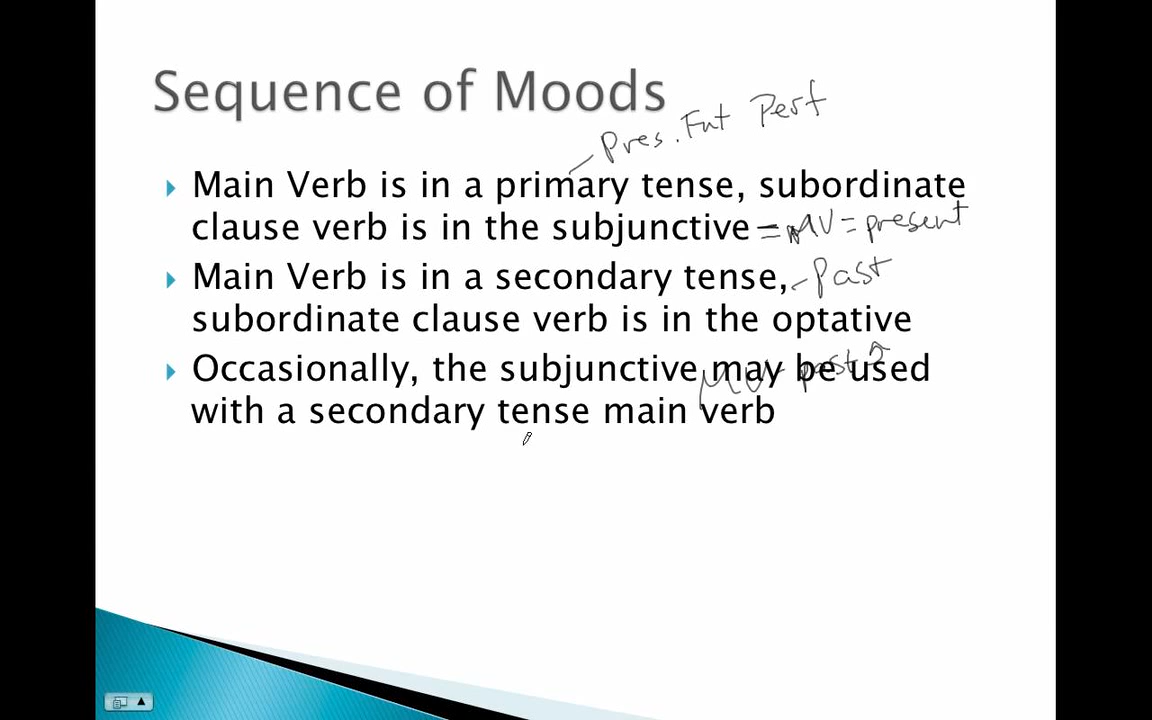 Sequence of Moods
Pres. Fut Perf
▸ Main Verb is in a primary tense, subordinate
clause verb is in the subjunctive = MV = present
▸ Main Verb is in a secondary tense, - Past
subordinate clause verb is in the optative
▸ Occasionally, the subjunctive may be used
MV past
with a secondary tense main verb